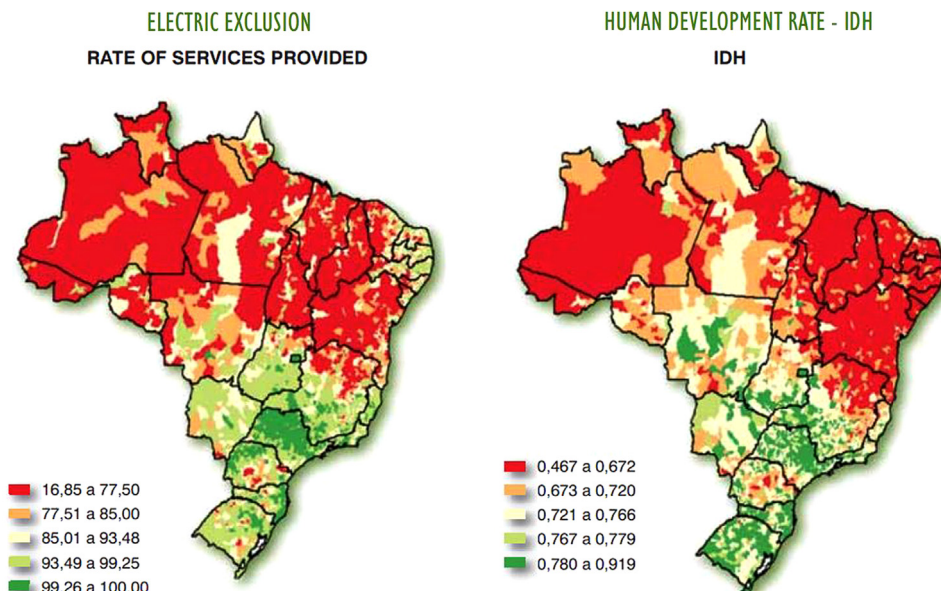 ELECTRIC EXCLUSION
RATE OF SERVICES PROVIDED
16,85 a 77,50
77,51 a 85,00
85,01 a 93,48
93,49 a 99,25
99,26 a 100,00
HUMAN DEVELOPMENT RATE - IDH
IDH
0,467 a 0,672
0,673 a 0,720
0,721 a 0,766
0,767 a 0,779
0,780 a 0,919